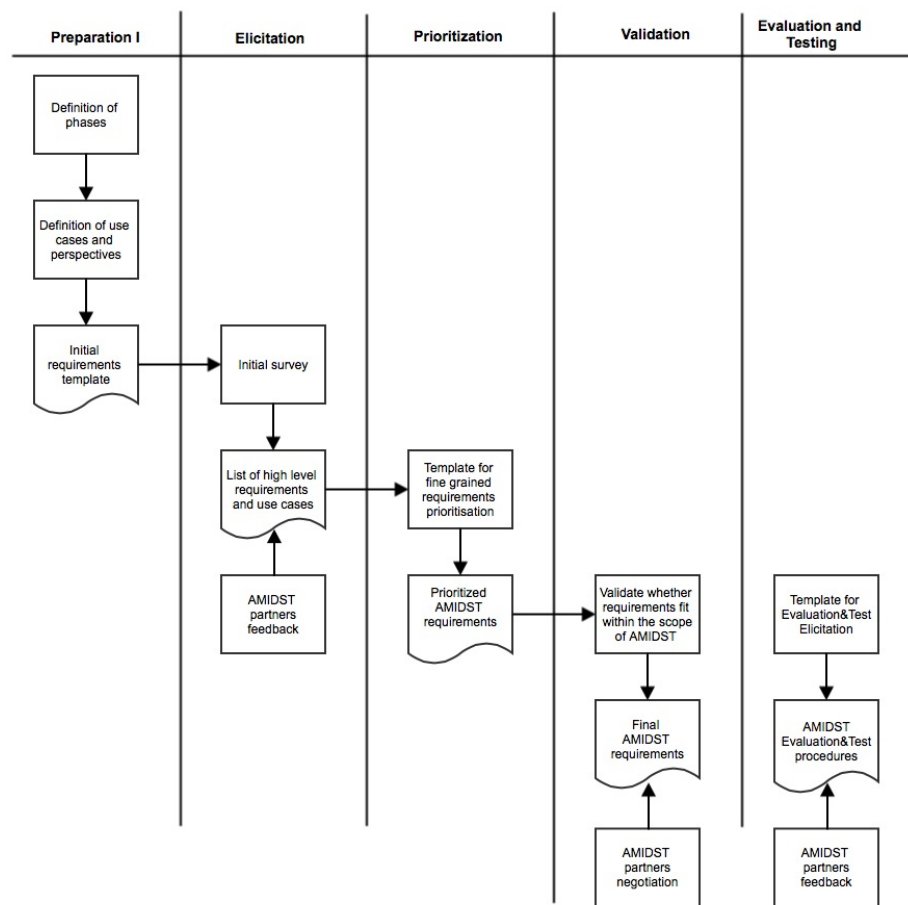 Preparation I
Elicitation
Prioritization
Validation
Evaluation and
Testing
Definition of
phases
Definition of use
cases and
perspectives
Initial
requirements
template
Initial survey
List of high level
requirements
and use cases
AMIDST
partners
feedback
Template for
fine grained
requirements
prioritisation
Prioritized
AMIDST
requirements
Validate whether
requirements fit
within the scope
of AMIDST
Final
AMIDST
requirements
AMIDST
partners
negotiation
Template for
Evaluation&Test
Elicitation
AMIDST
Evaluation&Test
procedures
AMIDST
partners
feedback